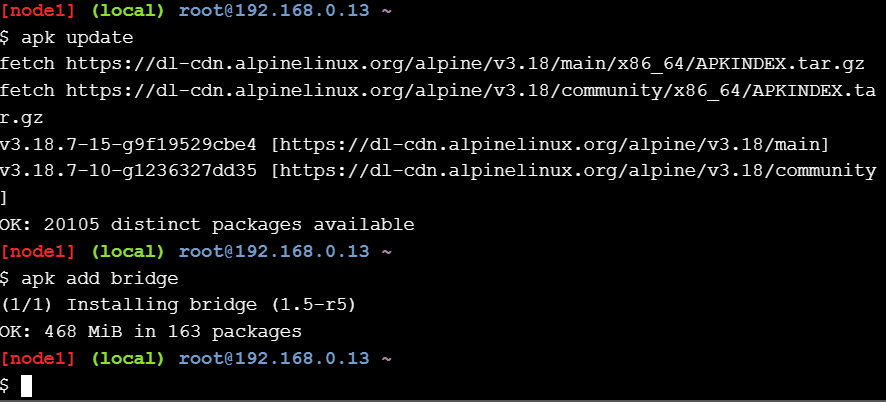 [node1] (local) root@192.168.0.13 ~
$ apk update
fetch https://dl-cdn.alpinelinux.org/alpine/v3.18/main/x86_64/APKINDEX.tar.gz
fetch https://dl-cdn.alpinelinux.org/alpine/v3.18/community/x86_64/APKINDEX.ta
r.gz
v3.18.7-15-g9f19529cbe4 [https://dl-cdn.alpinelinux.org/alpine/v3.18/main]
v3.18.7-10-g1236327dd35 [https://dl-cdn.alpinelinux.org/alpine/v3.18/community
]
OK: 20105 distinct packages available
[node1] (local) root@192.168.0.13 ~
$ apk add bridge
(1/1) Installing bridge (1.5-r5)
OK: 468 MiB in 163 packages
[node1] (local) root@192.168.0.13 ~
$